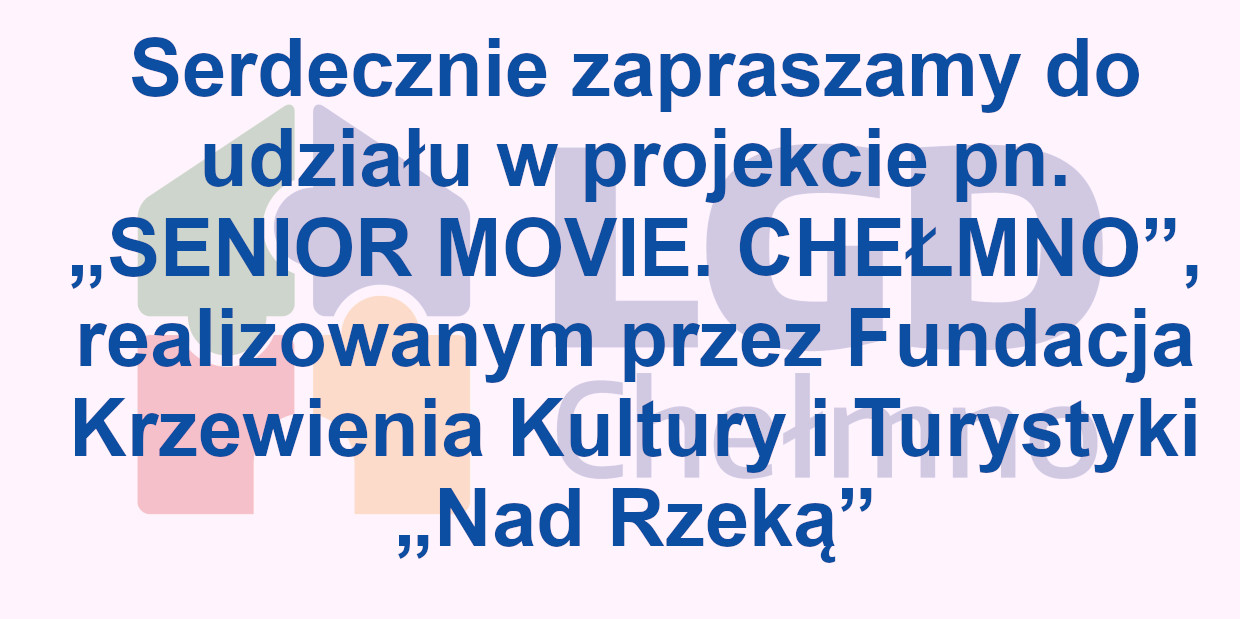 Serdecznie zapraszamy do
udziału w projekcie pn.
„SENIOR MOVIE. CHEŁMNO”,
realizowanym przez Fundacja
Krzewienia Kultury i Turystyki
„Nad Rzeką”
LGD
Chełmno